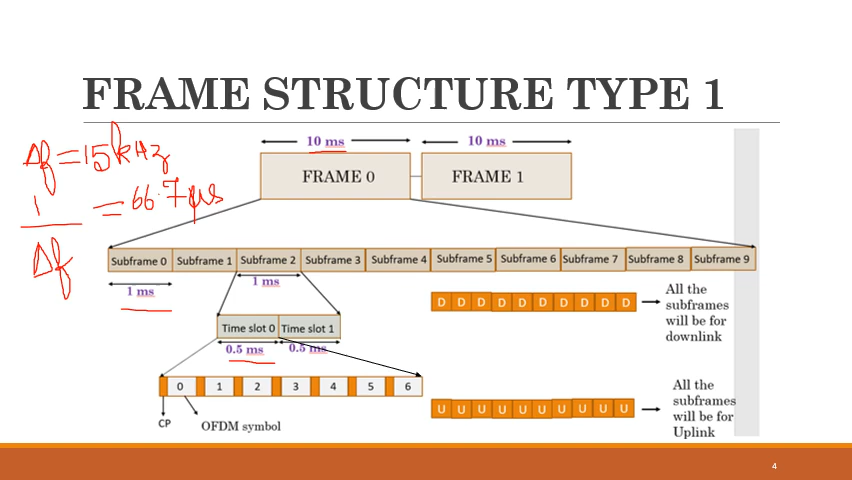 FRAME STRUCTURE TYPE 1
Δf = 15kHz
1/Δf = 66.7μs
10 ms 10 ms
FRAME 0 FRAME 1
Subframe 0 Subframe 1 Subframe 2 Subframe 3 Subframe 4 Subframe 5 Subframe 6 Subframe 7 Subframe 8 Subframe 9
1 ms 1 ms
Time slot 0 Time slot 1
0.5 ms 0.5 ms
0 1 2 3 4 5 6
CP OFDM symbol
D D D D D D D D D D
All the
subframes
will be for
downlink
U U U U U U U U U U
All the
subframes
will be for
Uplink
4